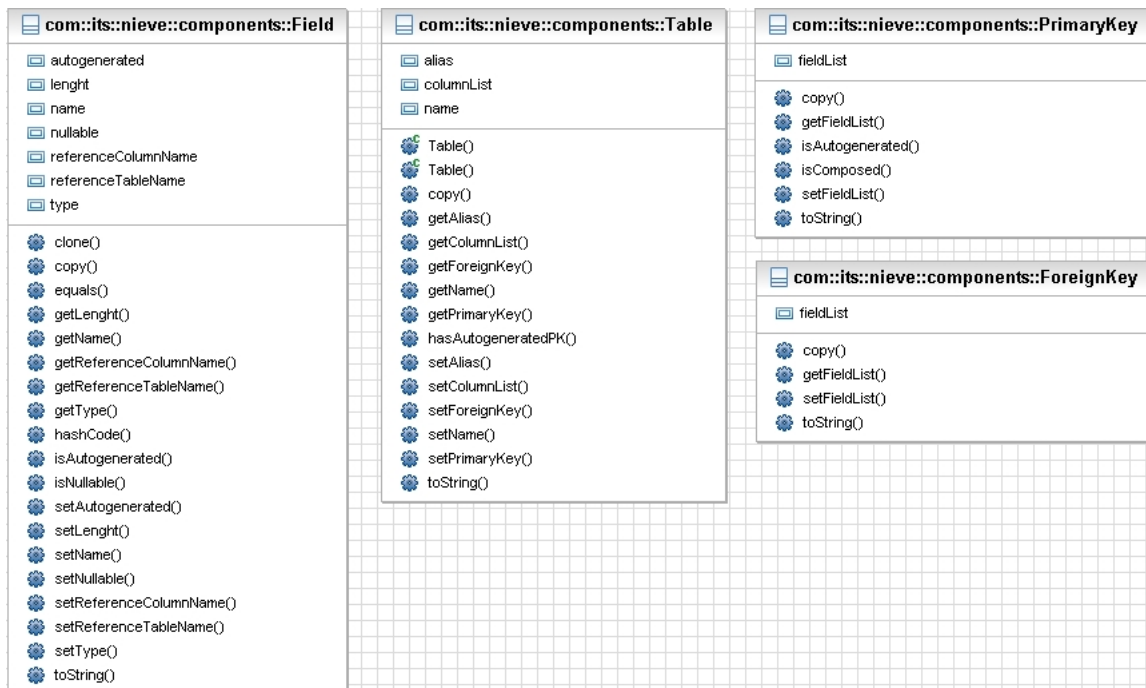 com::its::nieve::components::Field
autogenerated
lenght
name
nullable
referenceColumnName
referenceTableName
type
clone()
copy()
equals()
getLenght()
getName()
getReferenceColumnName()
getReferenceTableName()
getType()
hashCode()
isAutogenerated()
isNullable()
setAutogenerated()
setLenght()
setName()
setNullable()
setReferenceColumnName()
setReferenceTableName()
setType()
toString()
com::its::nieve::components::Table
alias
columnList
name
Table()
Table()
copy()
getAlias()
getColumnList()
getForeignKey()
getName()
getPrimaryKey()
hasAutogeneratedPK()
setAlias()
setColumnList()
setForeignKey()
setName()
setPrimaryKey()
toString()
com::its::nieve::components::PrimaryKey
fieldList
copy()
getFieldList()
isAutogenerated()
isComposed()
setFieldList()
toString()
com::its::nieve::components::ForeignKey
fieldList
copy()
getFieldList()
setFieldList()
toString()